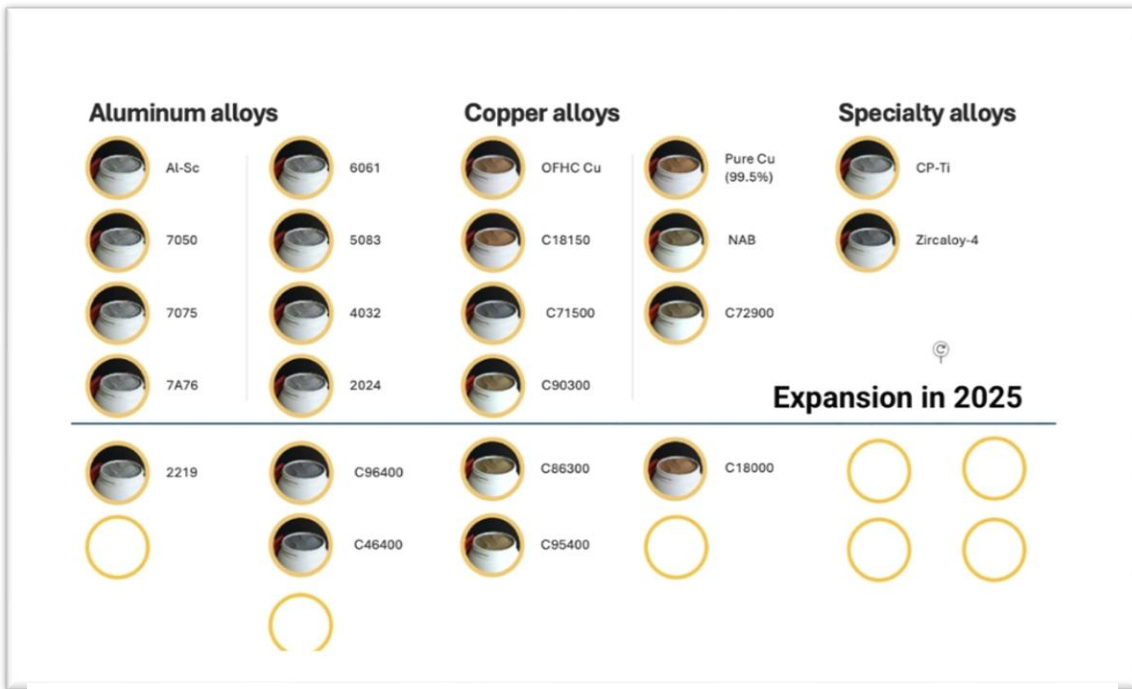 Aluminum alloys
Copper alloys
Specialty alloys
Al-Sc
6061
OFHC Cu
Pure Cu
(99.5%)
CP-Ti
7050
5083
C18150
NAB
Zircaloy-4
7075
4032
C71500
C72900
7A76
2024
C90300
Expansion in 2025
2219
C96400
C86300
C18000
C46400
C95400